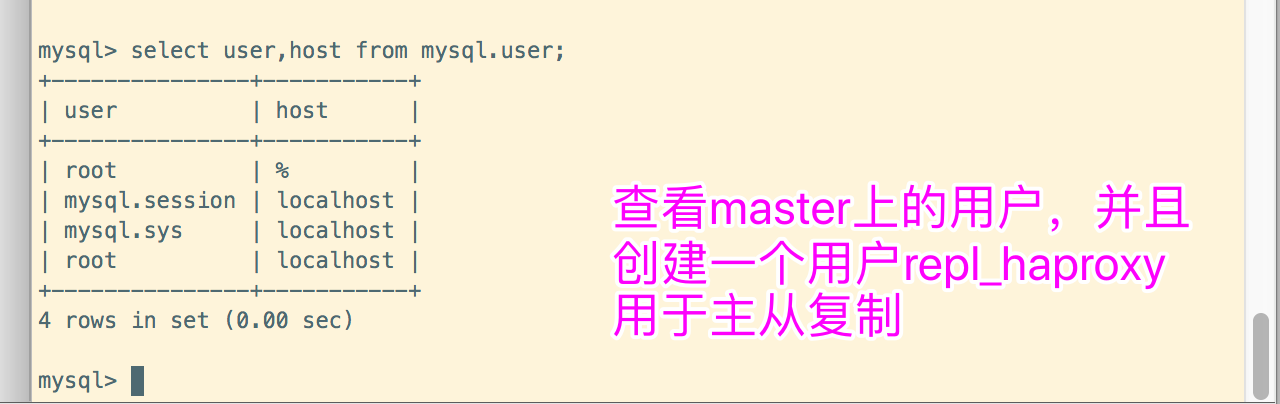 mysql> select user,host from mysql.user;
+---------------+-----------+
| user          | host      |
+---------------+-----------+
| root          | %         |
| mysql.session | localhost |
| mysql.sys     | localhost |
| root          | localhost |
+---------------+-----------+
4 rows in set (0.00 sec)
mysql>
查看master上的用户，并且
创建一个用户repl_haproxy
用于主从复制